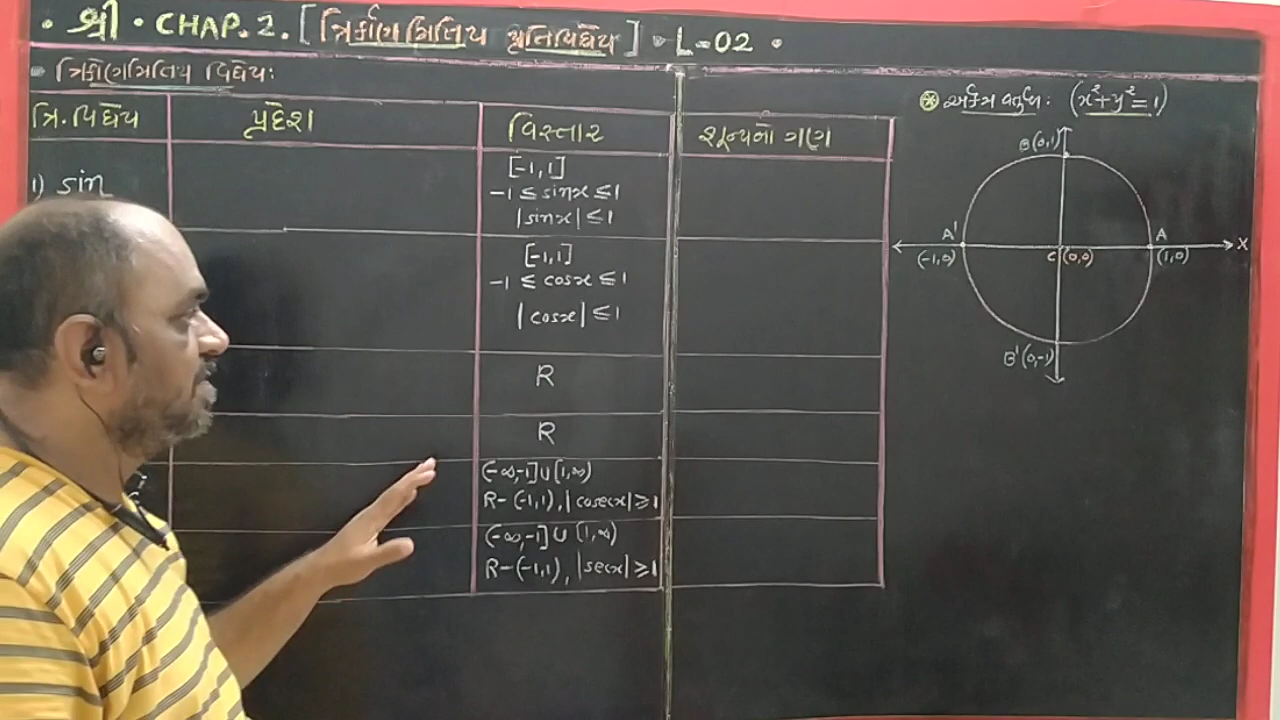 • શ્રી • CHAP. 2. [ ત્રિકોણમિતિય પ્રતિવિધેય ] • L-02 •
ત્રિકોણમિતિય વિધેય:
ત્રિ. વિધેય પ્રદેશ વિસ્તાર શૂન્યનો ગણ
1) sin
[-1,1]
-1 ≤ sinx ≤ 1
|sinx| ≤ 1
[-1,1]
-1 ≤ cosx ≤ 1
|cosx| ≤ 1
R
R
(-∞,-1]∪[1,∞)
R-(-1,1), |cosecx| ≥ 1
(-∞,-1]∪[1,∞)
R-(-1,1), |secx| ≥ 1
એકમ વર્તુળ: (x²+y²=1)
B(0,1)
A' A X
(-1,0) C (0,0) (1,0)
B'(0,-1)